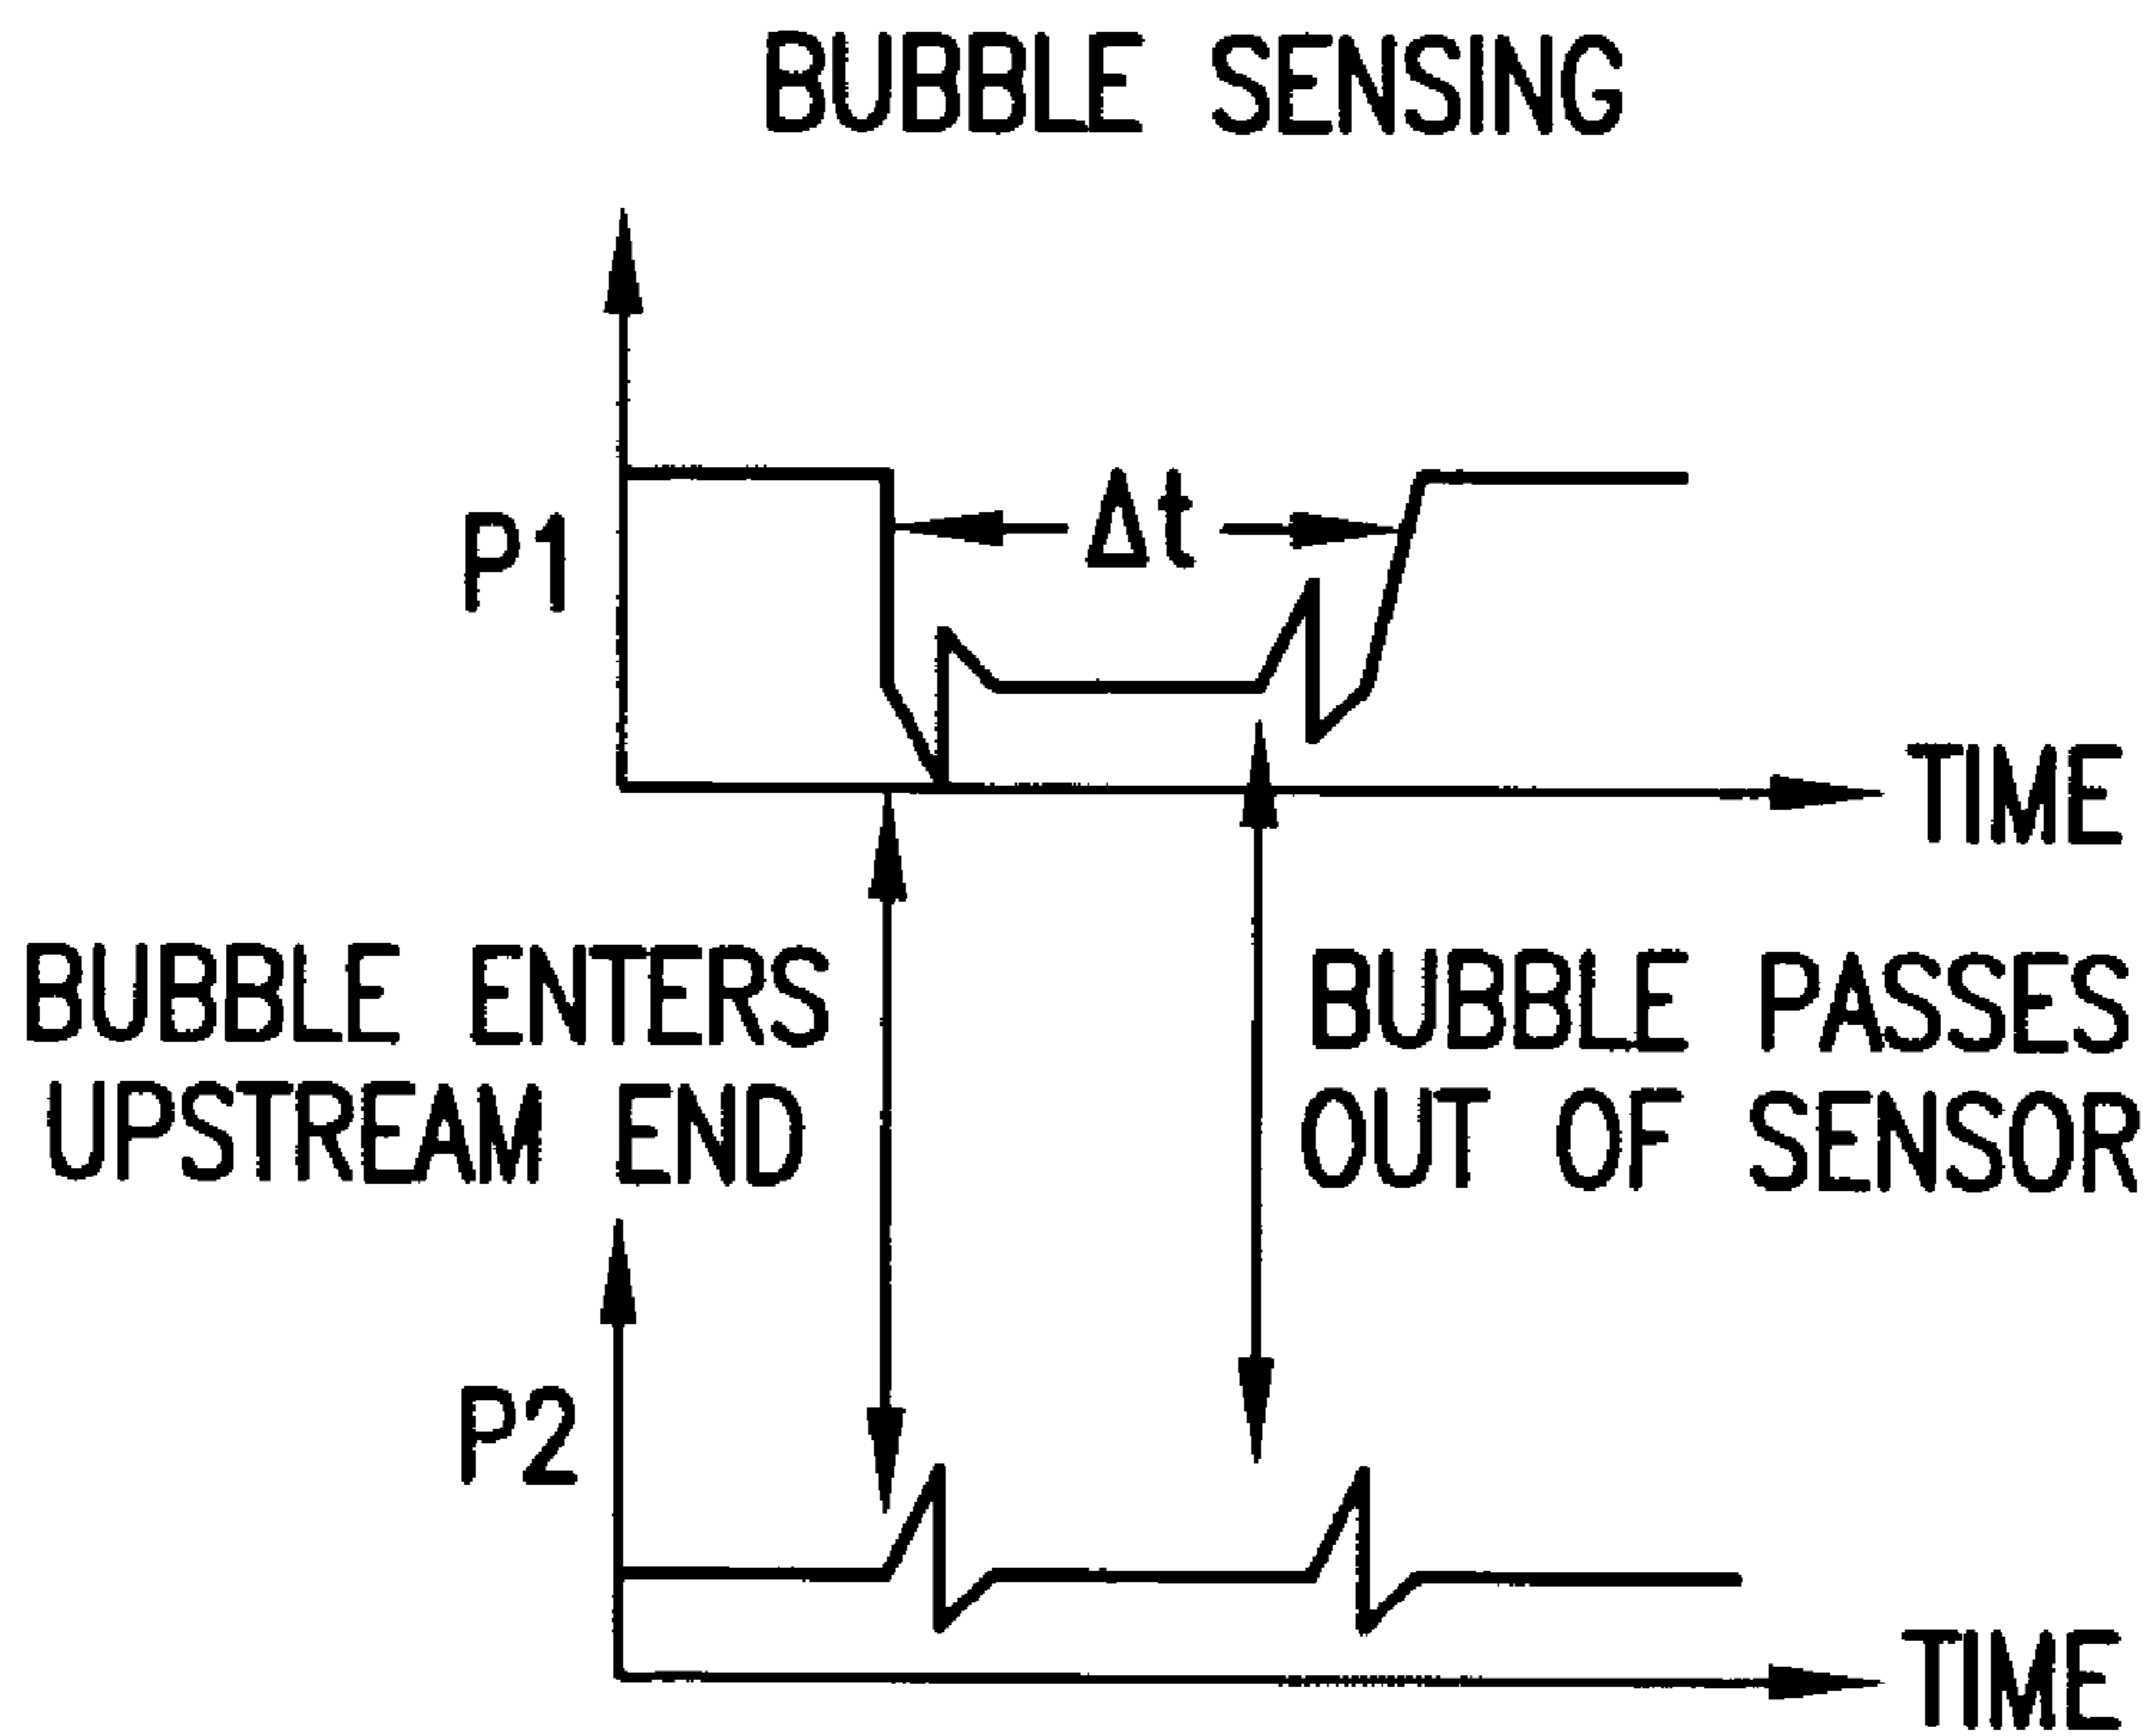 BUBBLE SENSING
P1
Δt
TIME
BUBBLE ENTERS
UPSTREAM END
BUBBLE PASSES
OUT OF SENSOR
P2
TIME